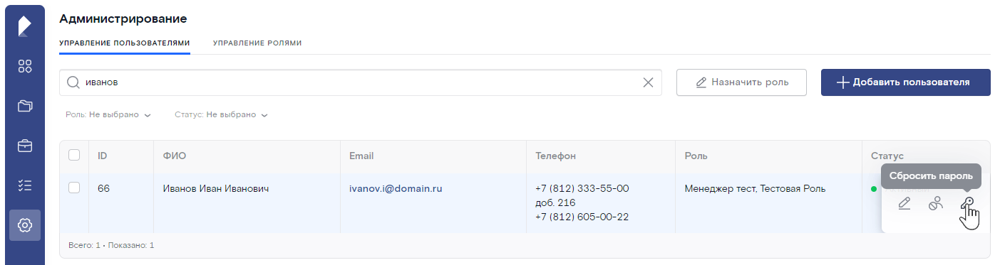 Администрирование
УПРАВЛЕНИЕ ПОЛЬЗОВАТЕЛЯМИ
УПРАВЛЕНИЕ РОЛЯМИ
иванов
Назначить роль
Добавить пользователя
Роль: Не выбрано
Статус: Не выбрано
ID
ФИО
Email
Телефон
Роль
Статус
Сбросить пароль
66
Иванов Иван Иванович
ivanov.i@domain.ru
+7 (812) 333-55-00
доб. 216
+7 (812) 605-00-22
Менеджер тест, Тестовая Роль
Всего: 1 • Показано: 1